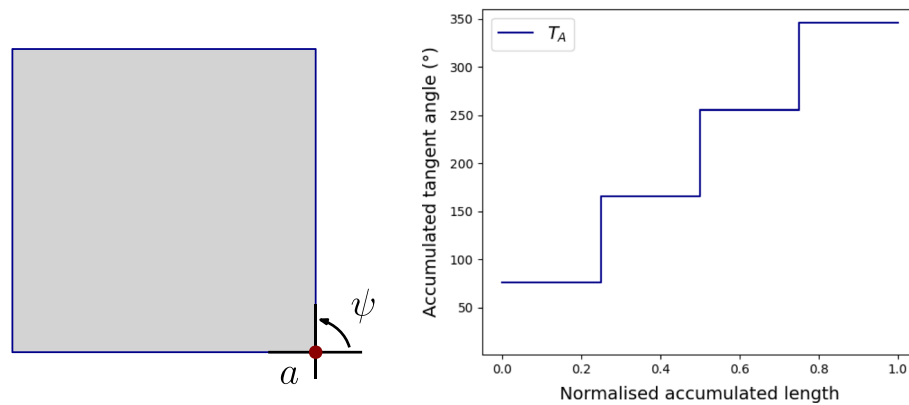 ψ
a
T_A
Accumulated tangent angle (°)
350
300
250
200
150
100
50
0.0 0.2 0.4 0.6 0.8 1.0
Normalised accumulated length